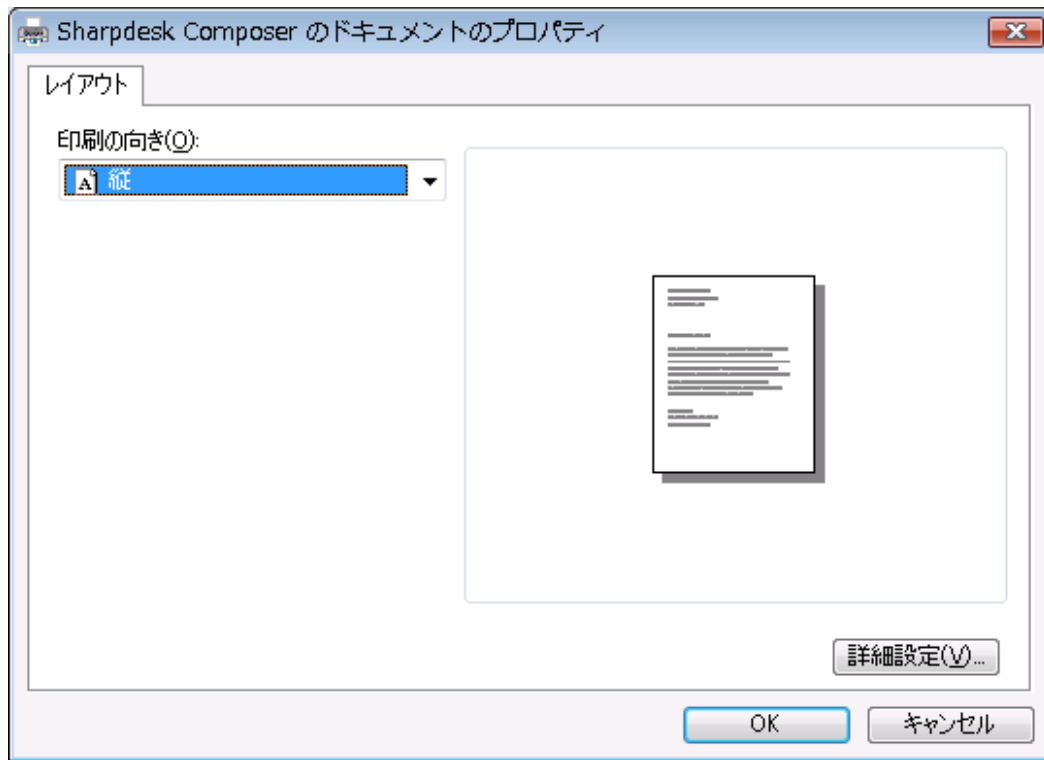 Sharpdesk Composer のドキュメントのプロパティ
レイアウト
印刷の向き(O):
A 縦
詳細設定(V)...
OK キャンセル